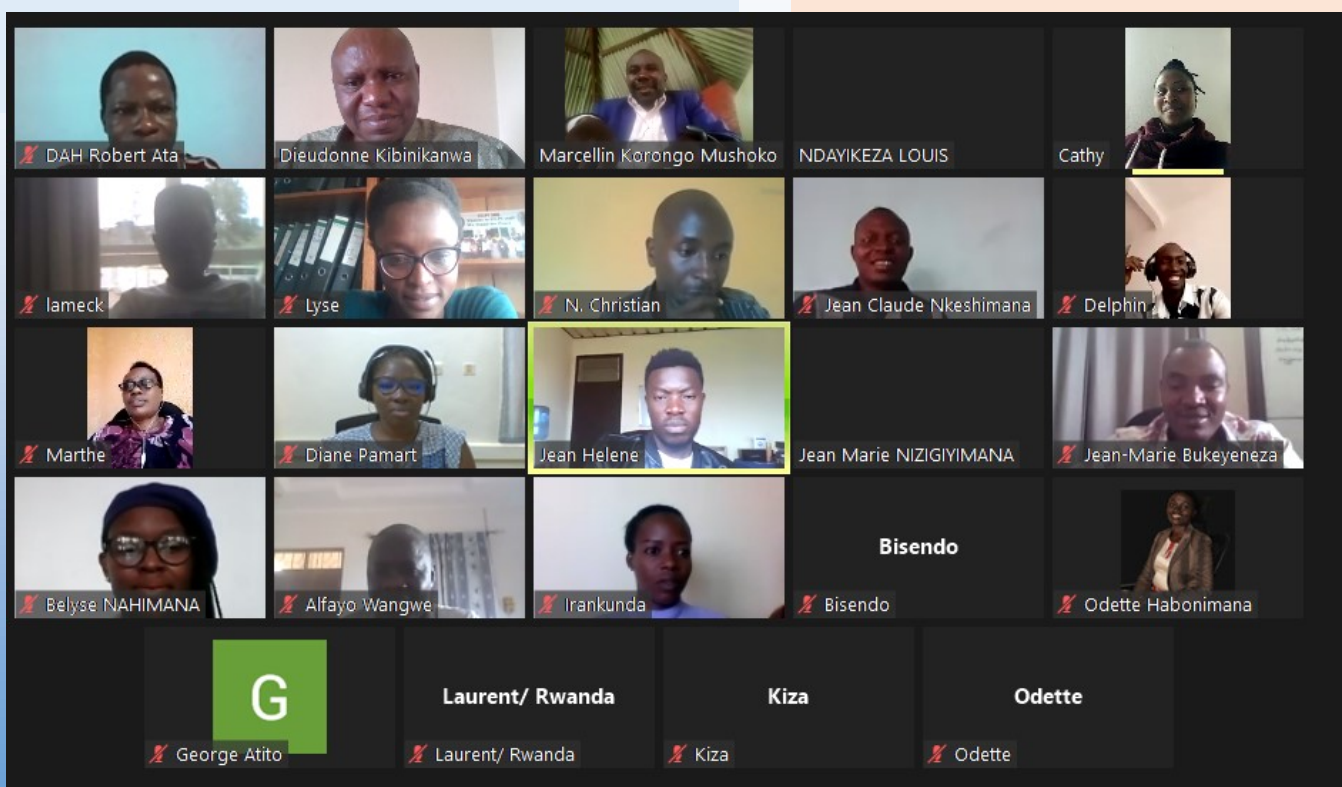 DAH Robert Ata
Dieudonne Kibinikanwa
Marcellin Korongo Mushoko
NDAYIKEZA LOUIS
Cathy
lameck
Lyse
N. Christian
Jean Claude Nkeshimana
Delphin
Marthe
Diane Pamart
Jean Helene
Jean Marie NIZIGIYIMANA
Jean-Marie Bukeyeneza
Belyse NAHIMANA
Alfayo Wangwe
Irankunda
Bisendo
Bisendo
Odette Habonimana
G
George Atito
Laurent/ Rwanda
Laurent/ Rwanda
Kiza
Kiza
Odette
Odette